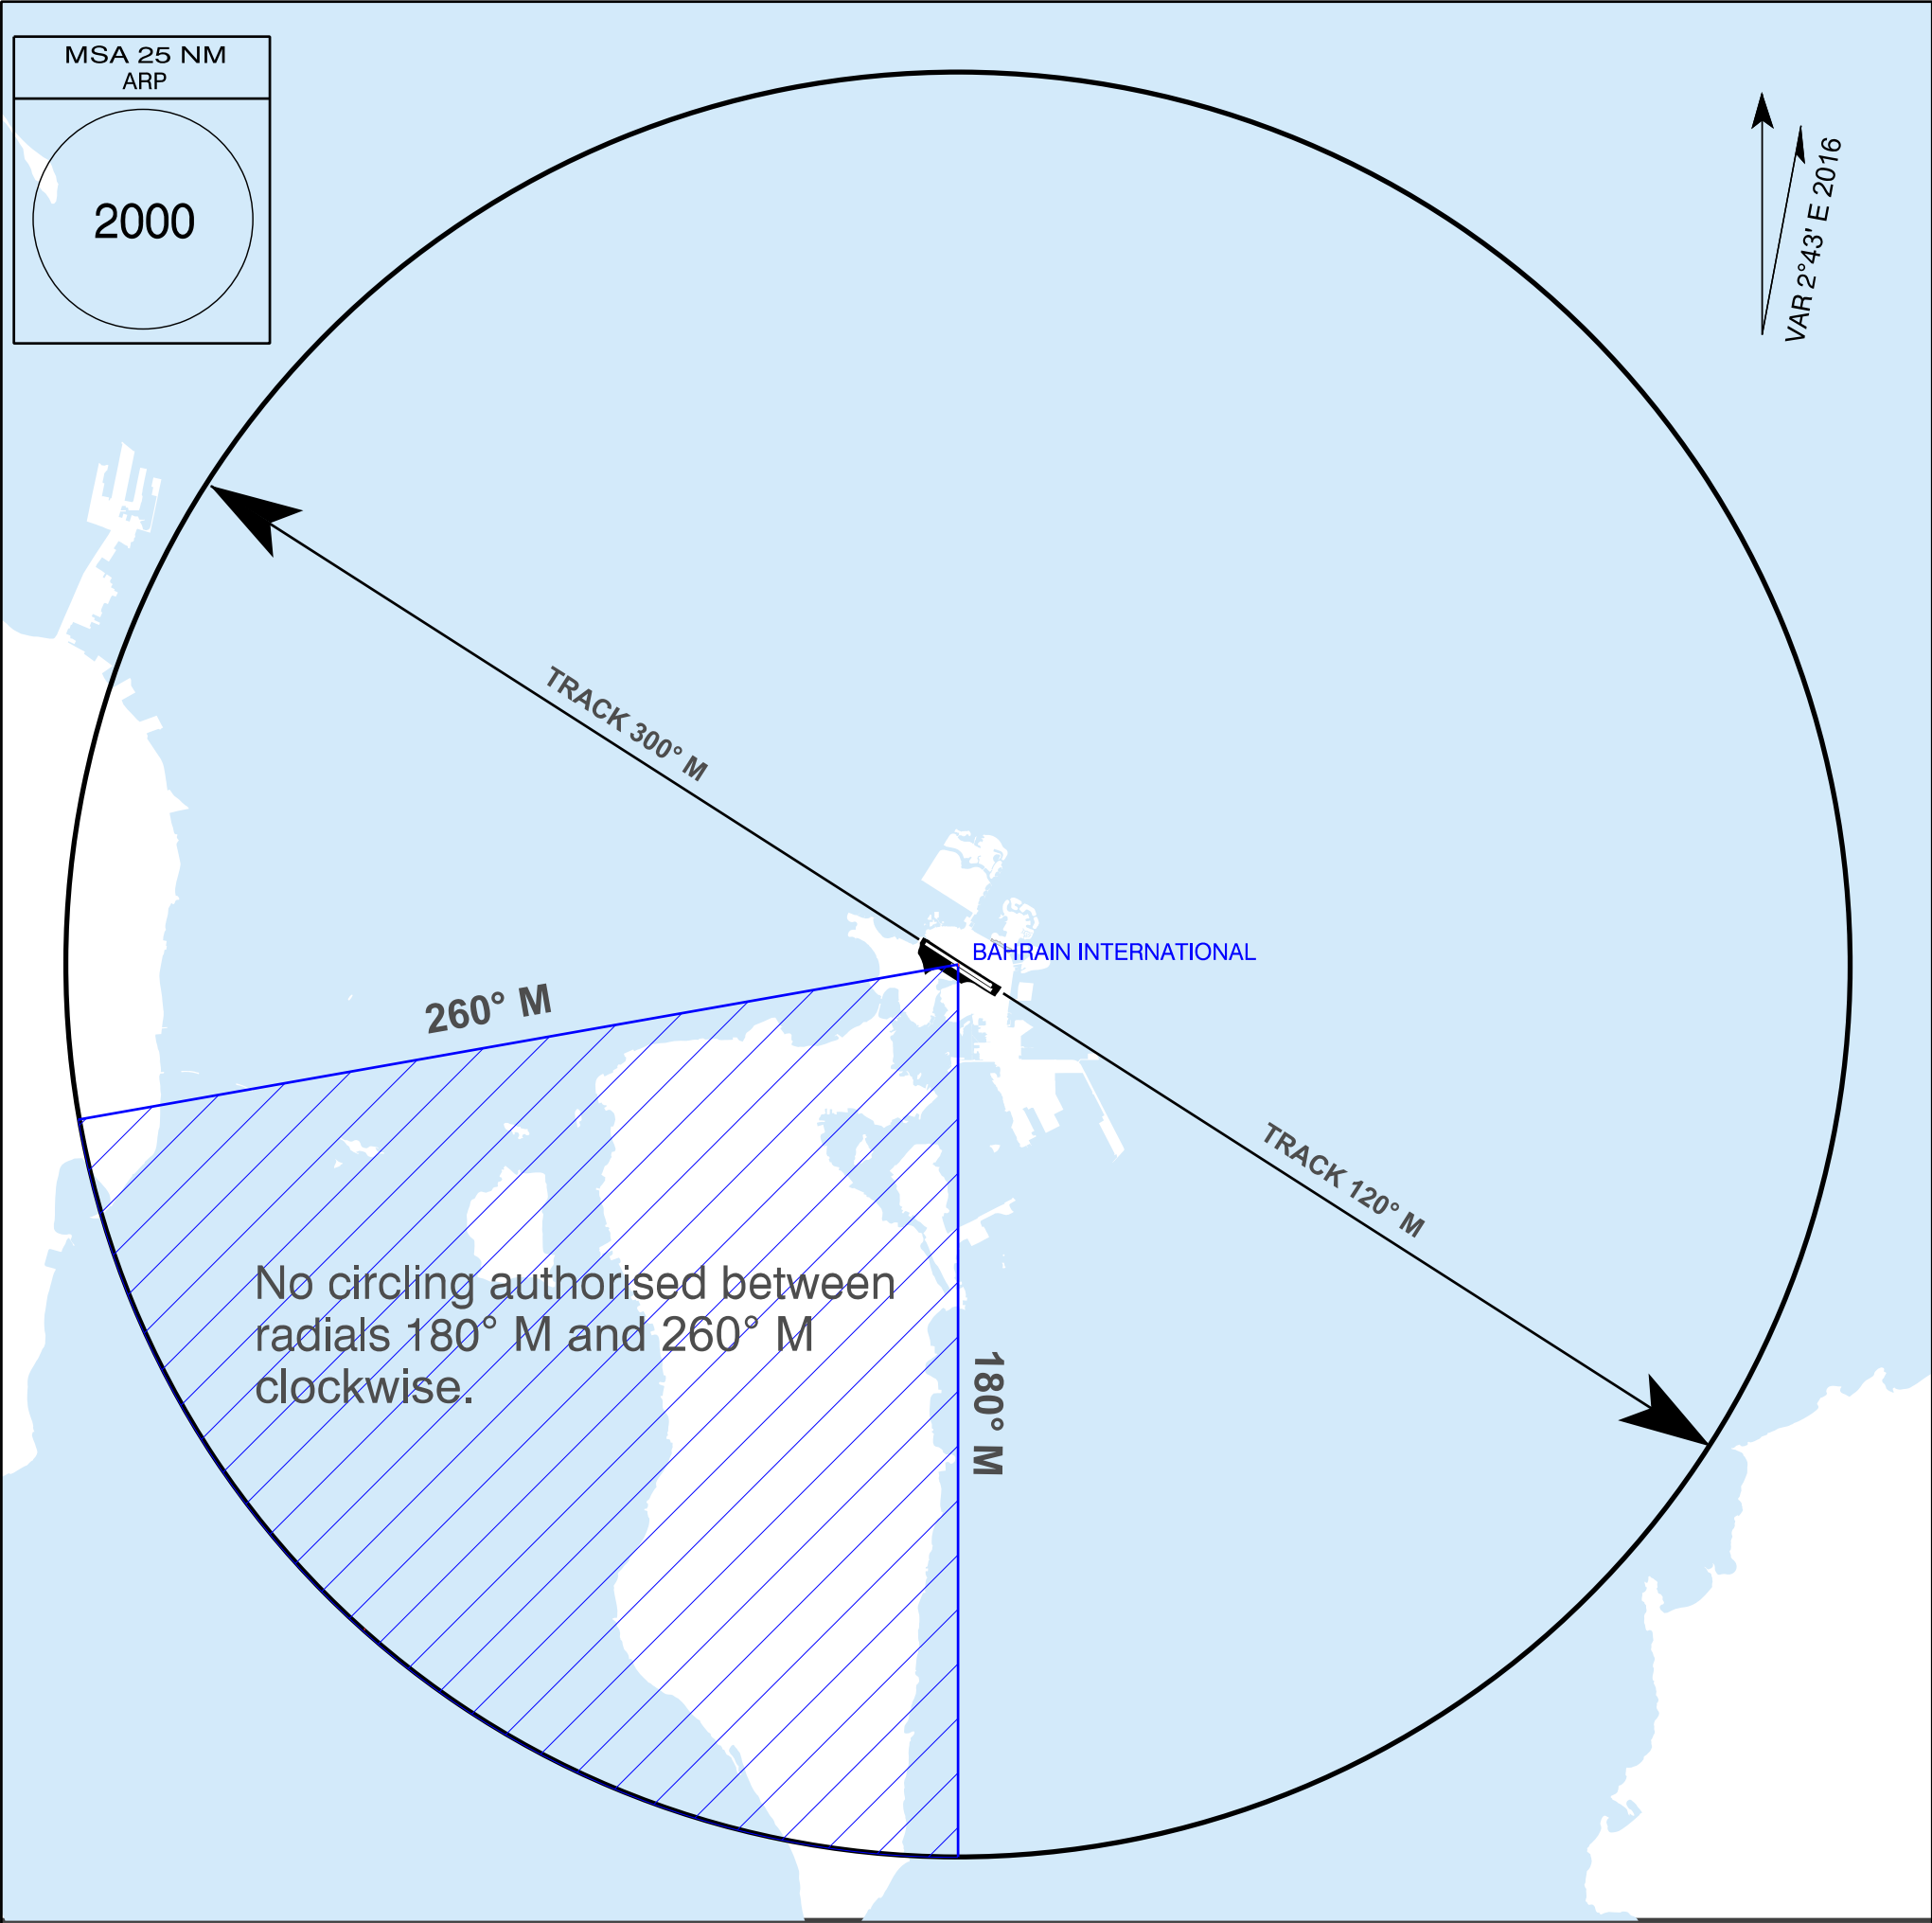 MSA 25 NM
ARP
2000
VAR 2°43' E 2016
TRACK 300° M
BAHRAIN INTERNATIONAL
260° M
TRACK 120° M
No circling authorised between
radials 180° M and 260° M
clockwise.
180° M